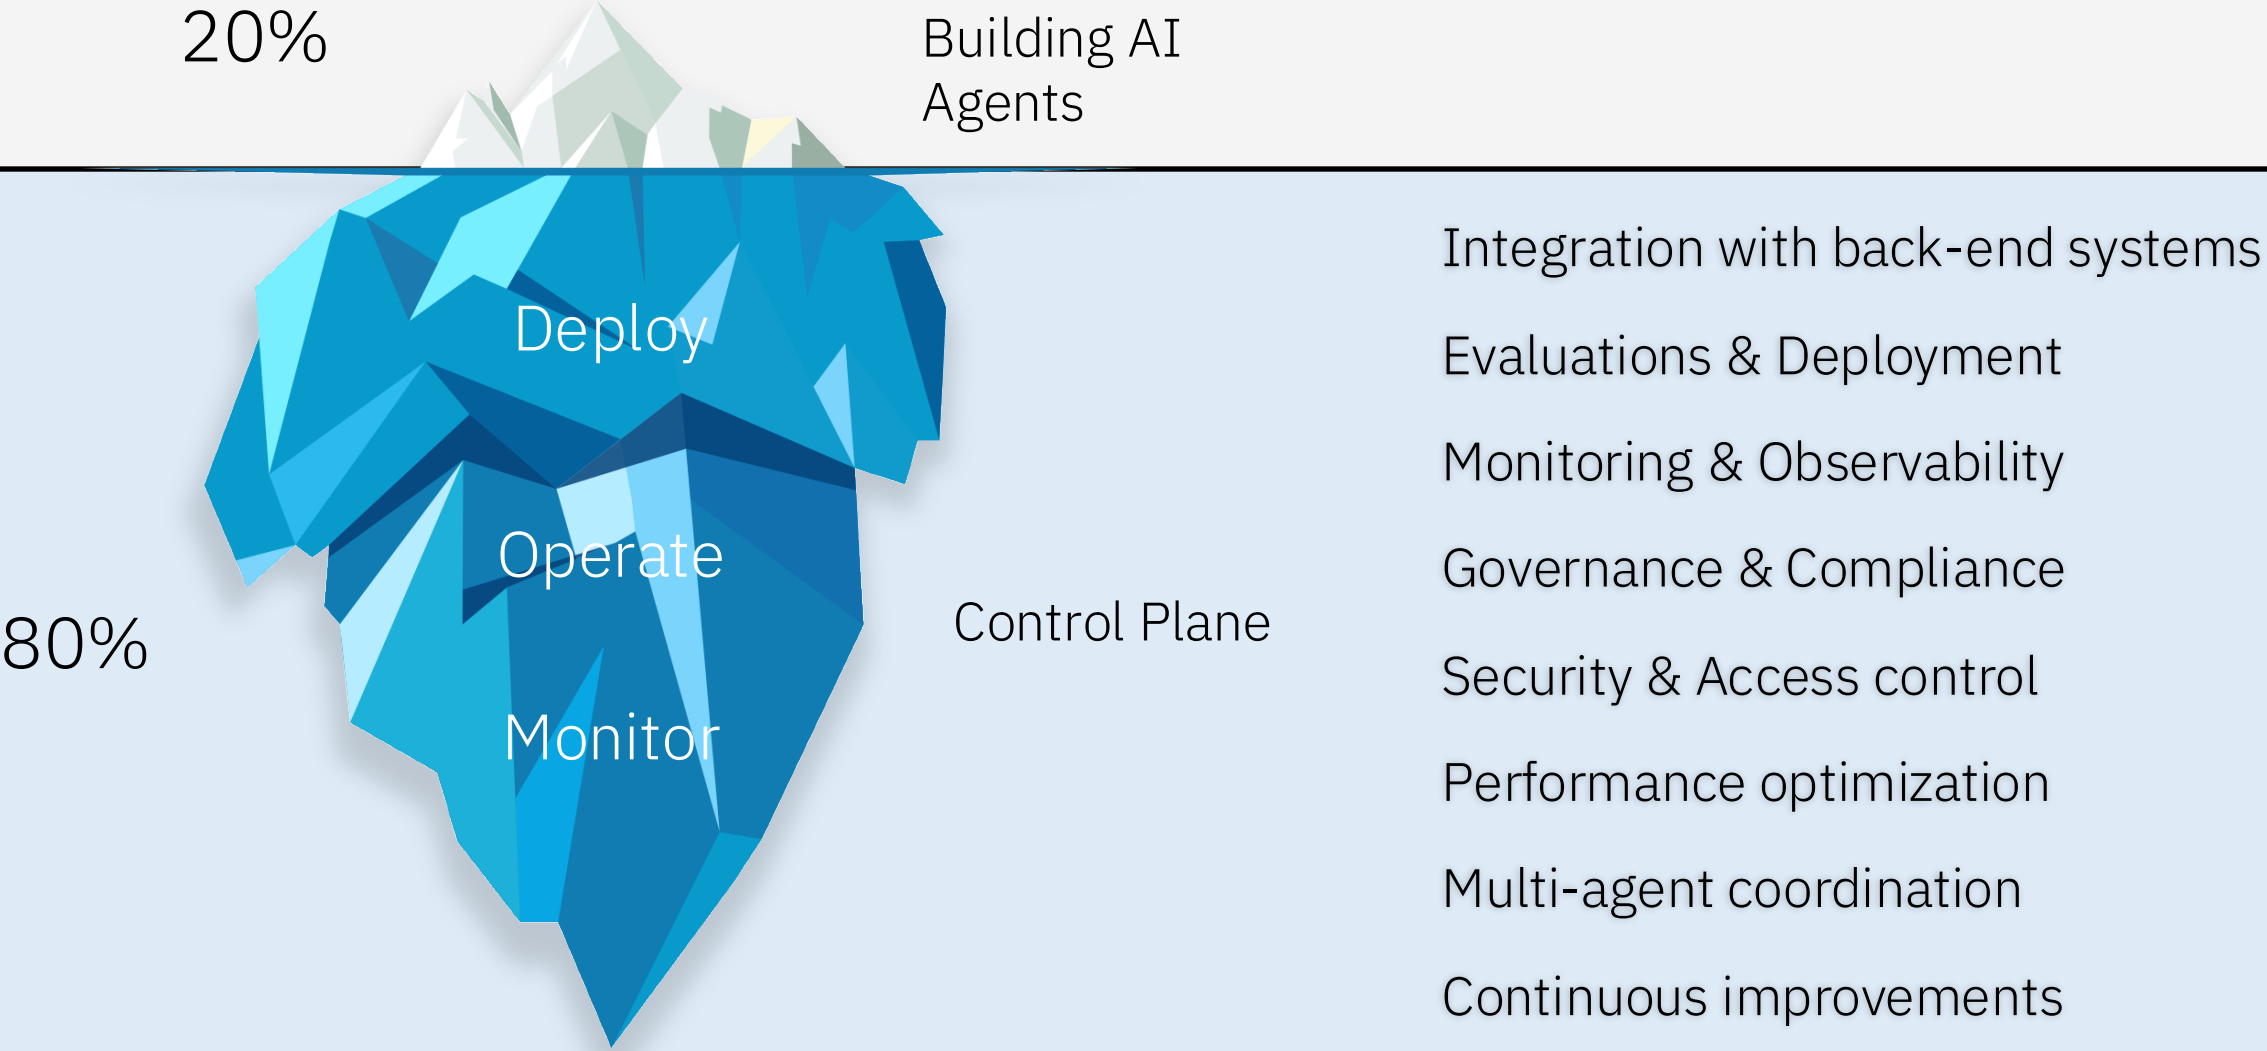 20%
Building AI
Agents
Deploy
Operate
Monitor
80%
Control Plane
Integration with back-end systems
Evaluations & Deployment
Monitoring & Observability
Governance & Compliance
Security & Access control
Performance optimization
Multi-agent coordination
Continuous improvements